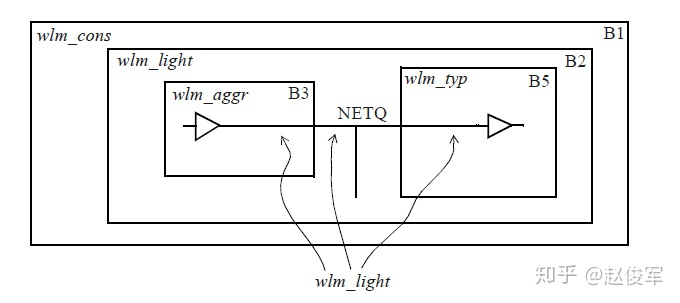 wlm_cons
B1
wlm_light
B2
wlm_aggr
B3
wlm_typ
B5
NETQ
wlm_light
知乎 @赵俊军